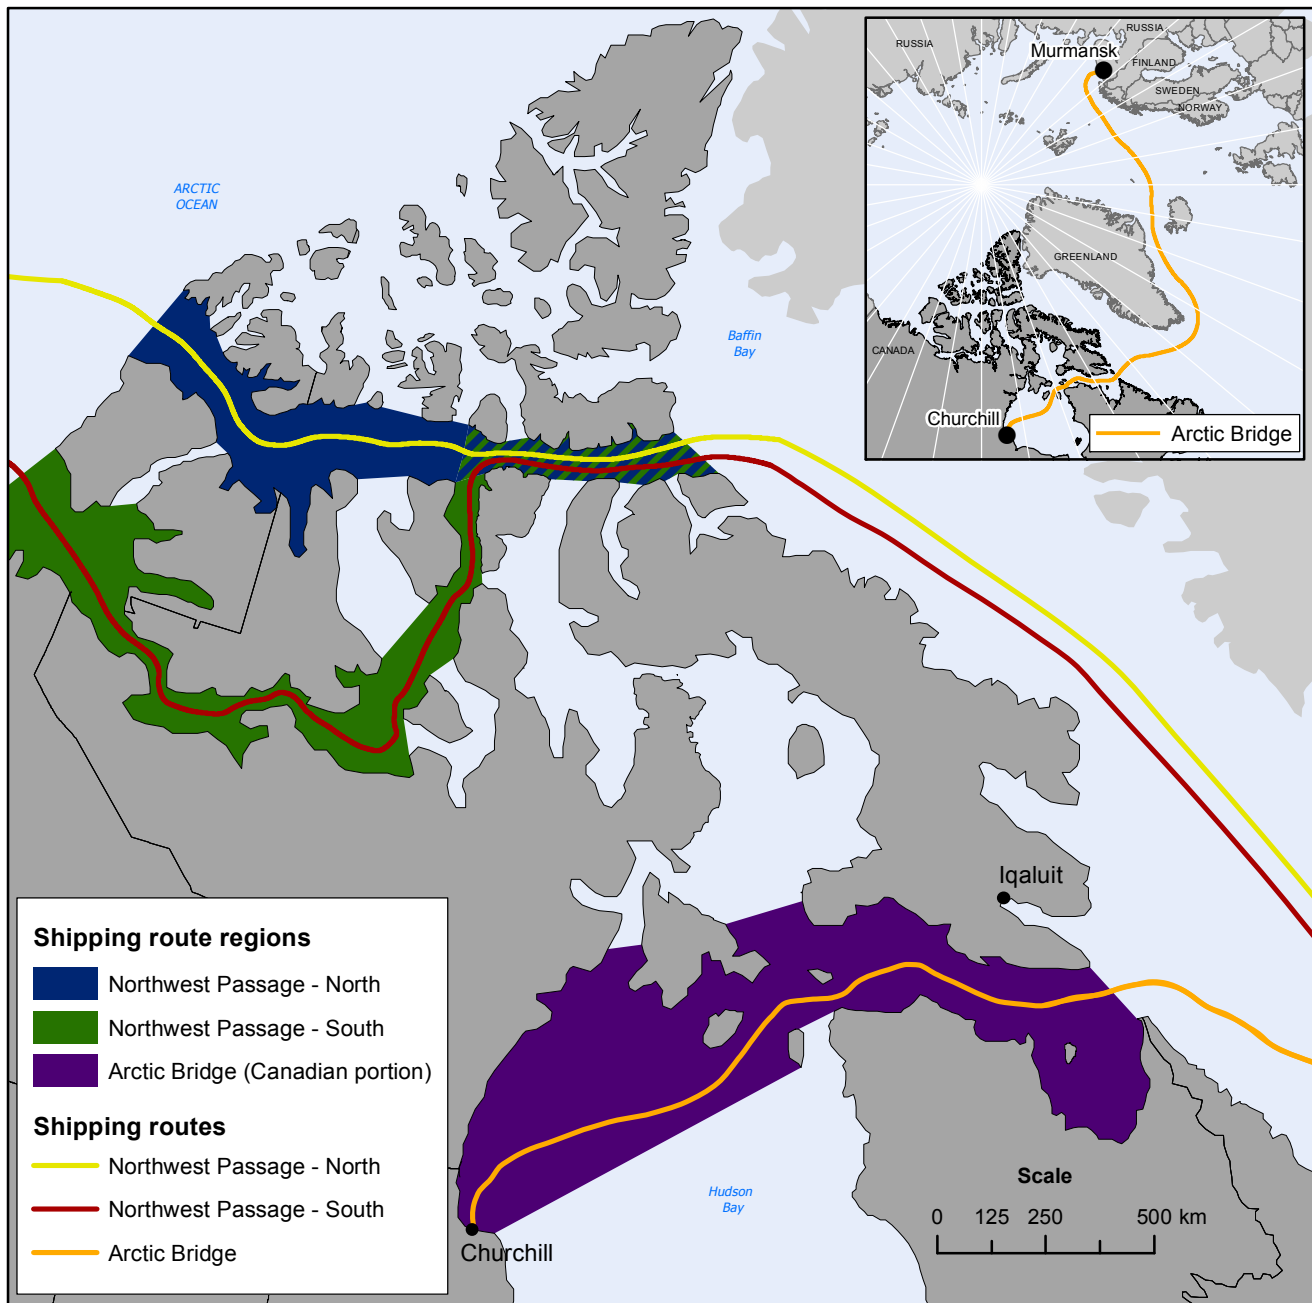 ARCTIC
OCEAN
Baffin
Bay
Iqaluit
Hudson
Bay
Churchill
RUSSIA
RUSSIA
Murmansk
FINLAND
SWEDEN
NORWAY
GREENLAND
CANADA
Churchill
Arctic Bridge
Shipping route regions
Northwest Passage - North
Northwest Passage - South
Arctic Bridge (Canadian portion)
Shipping routes
Northwest Passage - North
Northwest Passage - South
Arctic Bridge
Scale
0 125 250 500 km